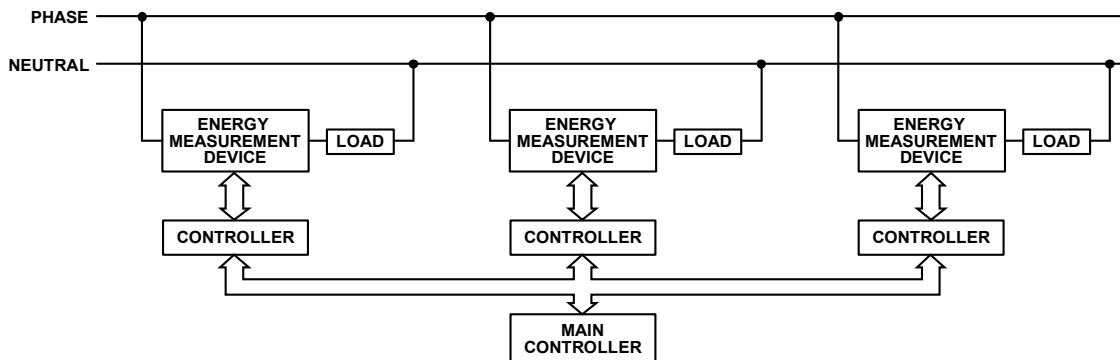 PHASE
NEUTRAL
ENERGY
MEASUREMENT
DEVICE
LOAD
ENERGY
MEASUREMENT
DEVICE
LOAD
ENERGY
MEASUREMENT
DEVICE
LOAD
CONTROLLER
CONTROLLER
CONTROLLER
MAIN
CONTROLLER